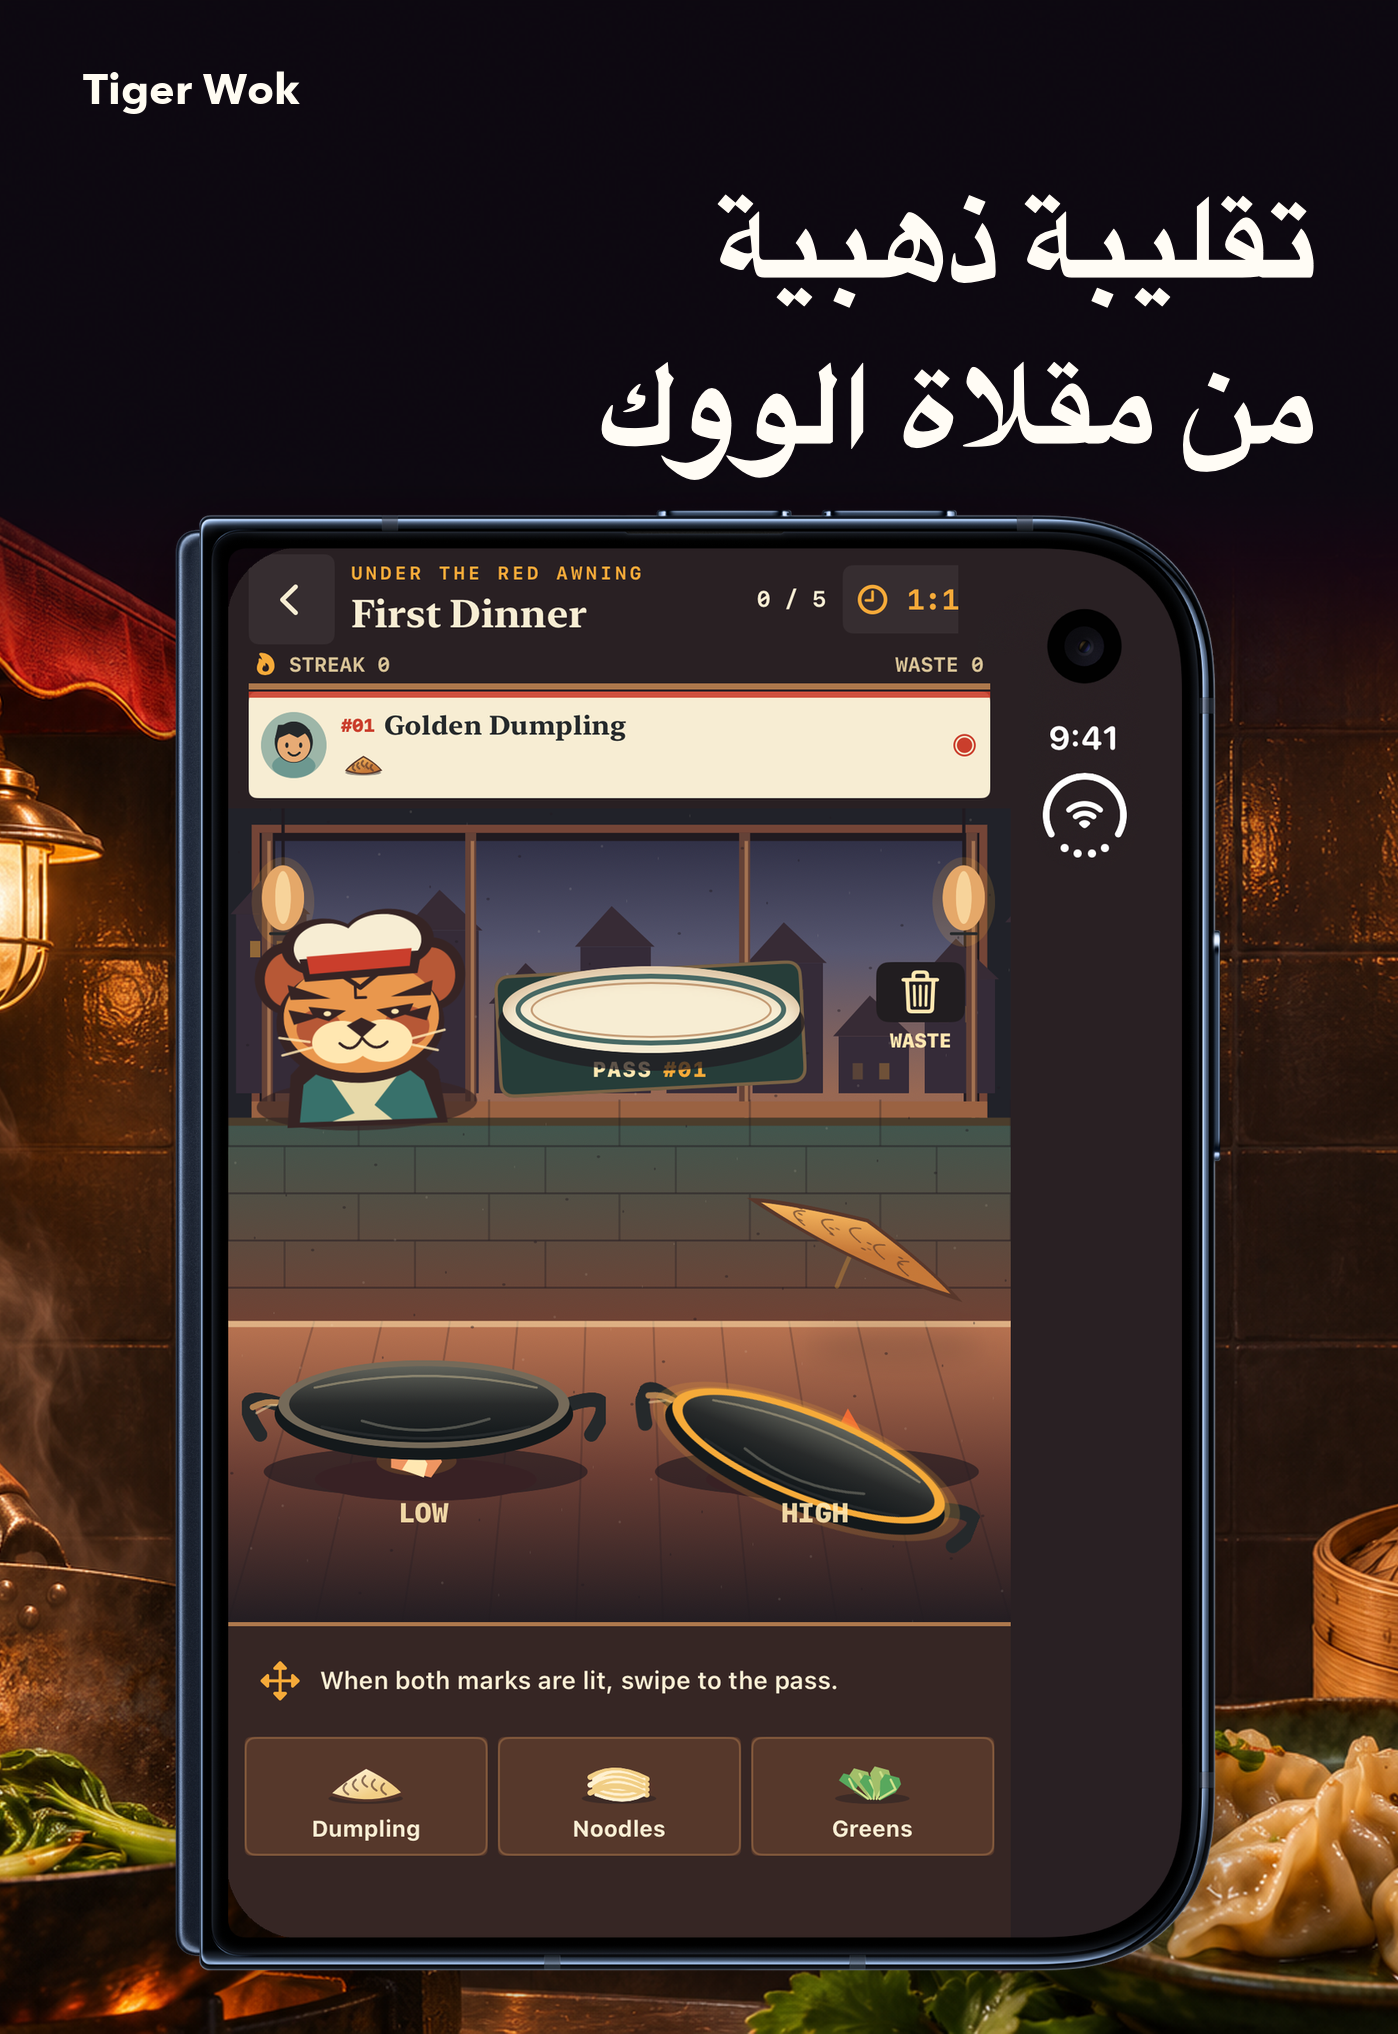 Tiger Wok
تقليبة ذهبية
من مقلاة الووك
UNDER THE RED AWNING
First Dinner
0 / 5
1:1
STREAK 0
WASTE 0
#01 Golden Dumpling
9:41
WASTE
PASS #01
LOW
HIGH
When both marks are lit, swipe to the pass.
Dumpling
Noodles
Greens